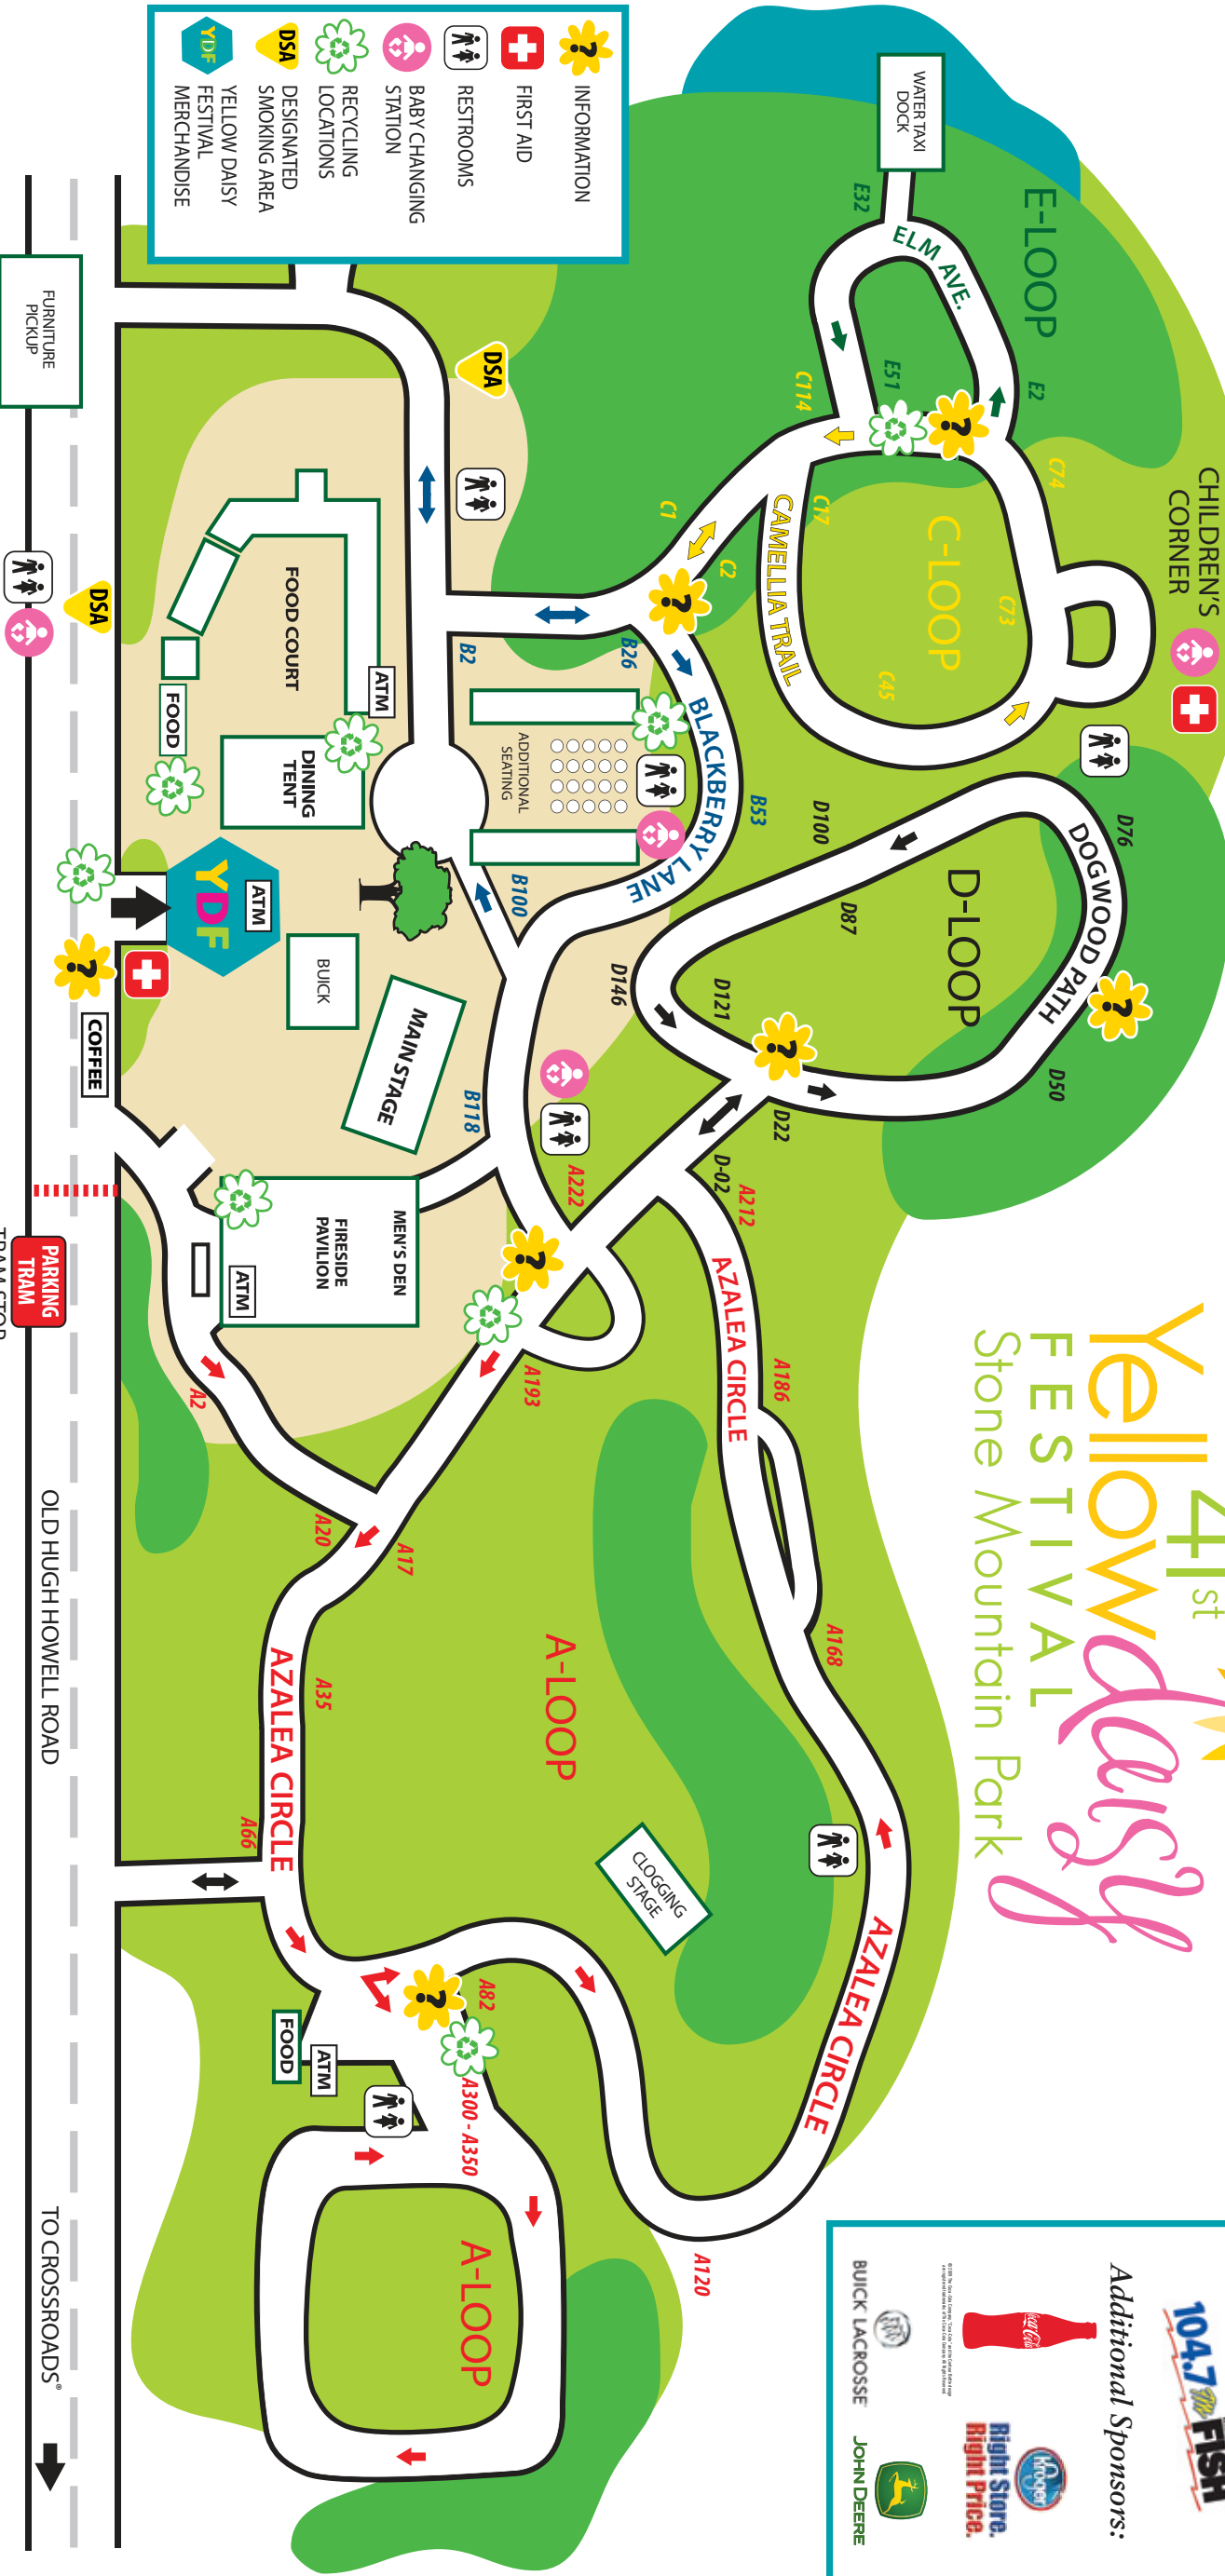 41st
Yellow daisy
FESTIVAL
Stone Mountain Park
104.7 The FISH
Additional Sponsors:
Coca-Cola
Kroger
Right Store.
Right Price.
BUICK LACROSSE
JOHN DEERE
INFORMATION
FIRST AID
RESTROOMS
BABY CHANGING
STATION
RECYCLING
LOCATIONS
DSA
DESIGNATED
SMOKING AREA
YDF
YELLOW DAISY
FESTIVAL
MERCHANDISE
WATER TAXI
DOCK
E-LOOP
ELM AVE.
E32
E2
E51
CHILDREN'S
CORNER
C114
C74
C17
C1
C2
C73
C45
C-LOOP
CAMELLIA TRAIL
DSA
B2
B26
BLACKBERRY LANE
B53
B100
B118
ADDITIONAL
SEATING
D76
DOGWOOD PATH
D-LOOP
D100
D87
D146
D121
D50
D22
D-02
FOOD COURT
ATM
FOOD
DINING
TENT
ATM
YDF
BUICK
MAIN STAGE
COFFEE
MEN'S DEN
FIRESIDE
PAVILION
ATM
A222
A212
AZALEA CIRCLE
A186
A193
A168
A2
A20
A17
A35
AZALEA CIRCLE
A66
A-LOOP
CLOGGING
STAGE
AZALEA CIRCLE
A82
FOOD
ATM
A300 - A350
A120
A-LOOP
FURNITURE
PICKUP
DSA
PARKING
TRAM
TRAM STOP
OLD HUGH HOWELL ROAD
TO CROSSROADS®